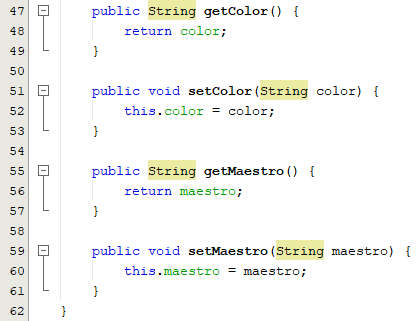 47 public String getColor() {
48 return color;
49 }
50
51 public void setColor(String color) {
52 this.color = color;
53 }
54
55 public String getMaestro() {
56 return maestro;
57 }
58
59 public void setMaestro(String maestro) {
60 this.maestro = maestro;
61 }
62 }